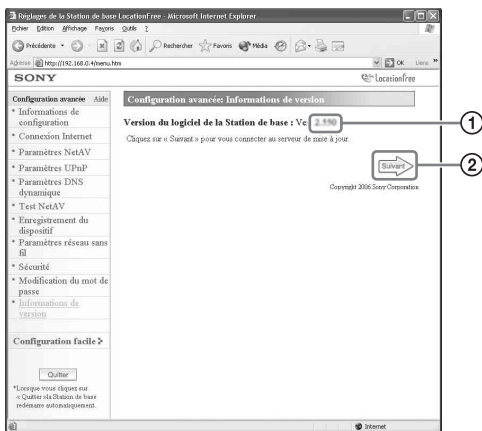 Réglages de la Station de base LocationFree - Microsoft Internet Explorer
Fichier Edition Affichage Favoris Outils ?
Précédente Rechercher Favoris Média
Adresse http://192.168.0.4/menu.htm OK Liens »
SONY LocationFree
Configuration avancée Aide
Configuration avancée: Informations de version
* Informations de
configuration
* Connexion Internet
* Paramètres NetAV
* Paramètres UPnP
* Paramètres DNS
dynamique
* Test NetAV
* Enregistrement du
dispositif
* Paramètres réseau sans
fil
* Sécurité
* Modification du mot de
passe
* Informations de
version
Configuration facile
Quitter
*Lorsque vous cliquez sur
« Quitter »la Station de base
redémarre automatiquement.
Version du logiciel de la Station de base : Ve 2.550
1
Cliquez sur « Suivant » pour vous connecter au serveur de mise à jour.
Suivant
2
Copyright 2006 Sony Corporation
Internet